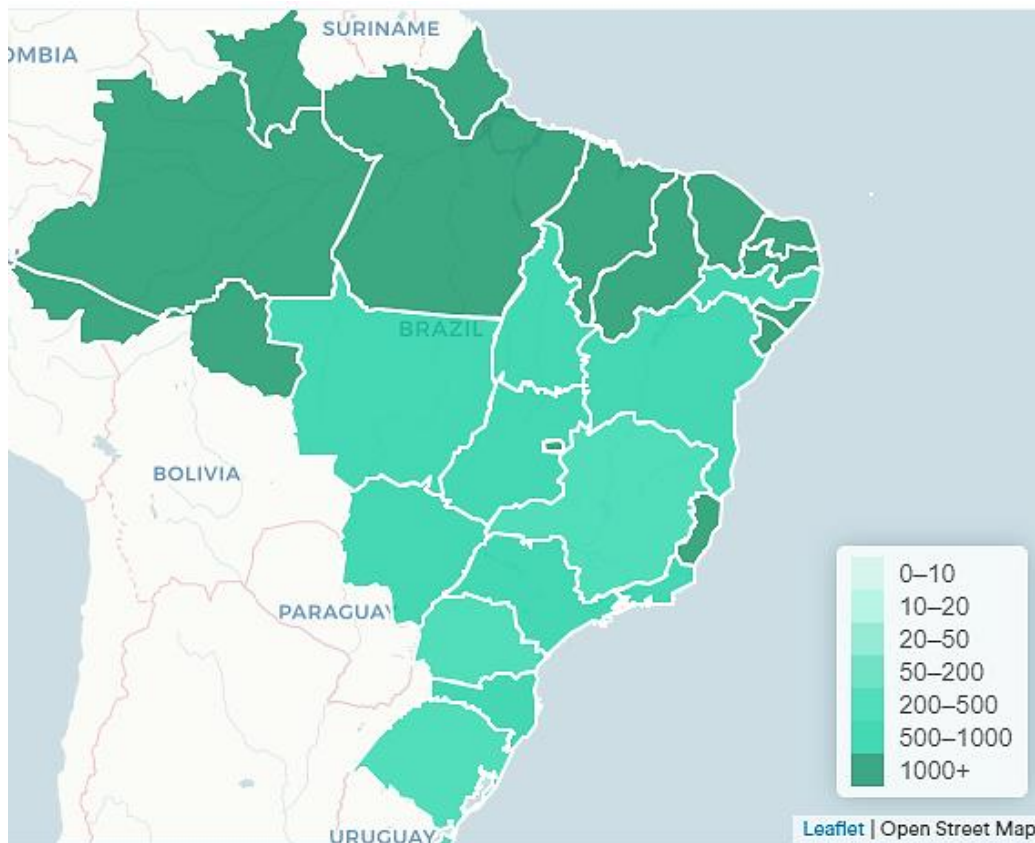 SURINAME
OMBIA
BRAZIL
BOLIVIA
PARAGUAY
URUGUAY
0–10
10–20
20–50
50–200
200–500
500–1000
1000+
Leaflet | Open Street Map